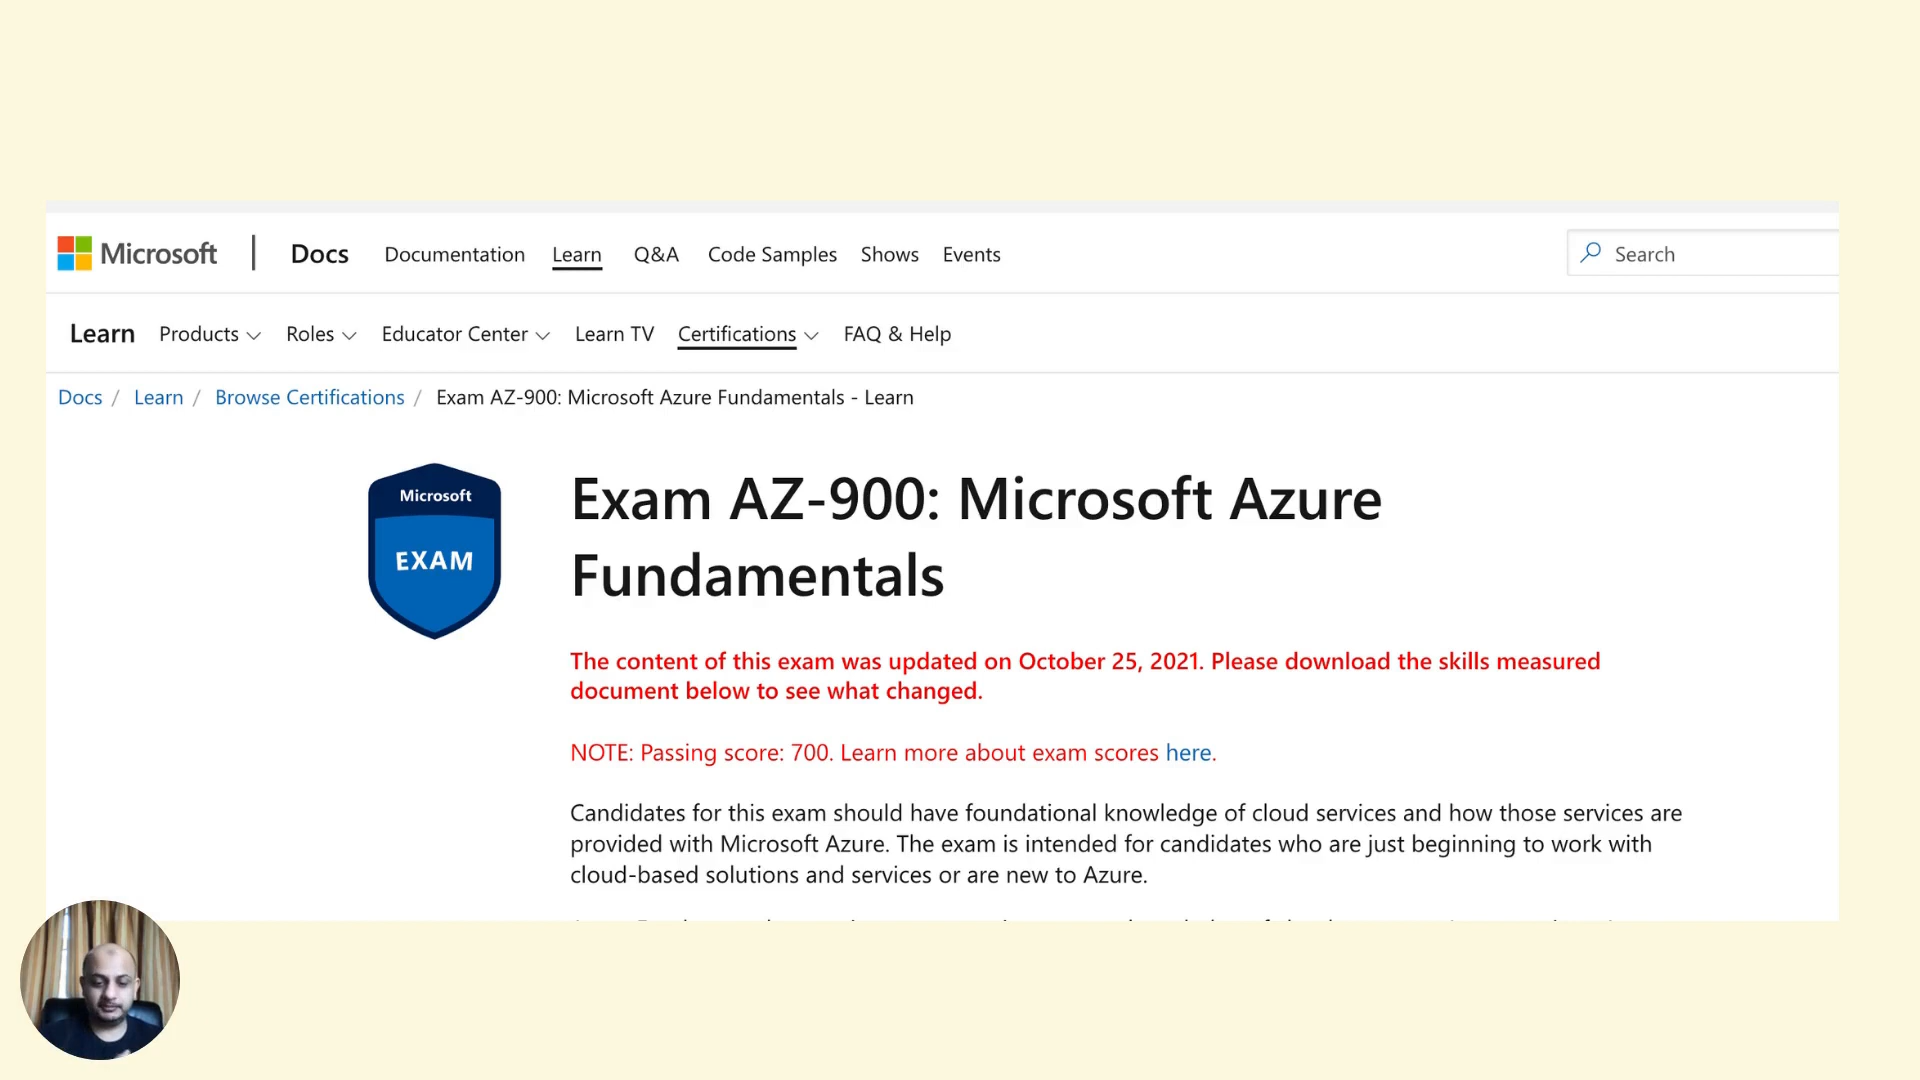 Microsoft | Docs Documentation Learn Q&A Code Samples Shows Events Search
Learn Products Roles Educator Center Learn TV Certifications FAQ & Help
Docs / Learn / Browse Certifications / Exam AZ-900: Microsoft Azure Fundamentals - Learn
Microsoft
EXAM
Exam AZ-900: Microsoft Azure
Fundamentals
The content of this exam was updated on October 25, 2021. Please download the skills measured
document below to see what changed.
NOTE: Passing score: 700. Learn more about exam scores here.
Candidates for this exam should have foundational knowledge of cloud services and how those services are
provided with Microsoft Azure. The exam is intended for candidates who are just beginning to work with
cloud-based solutions and services or are new to Azure.